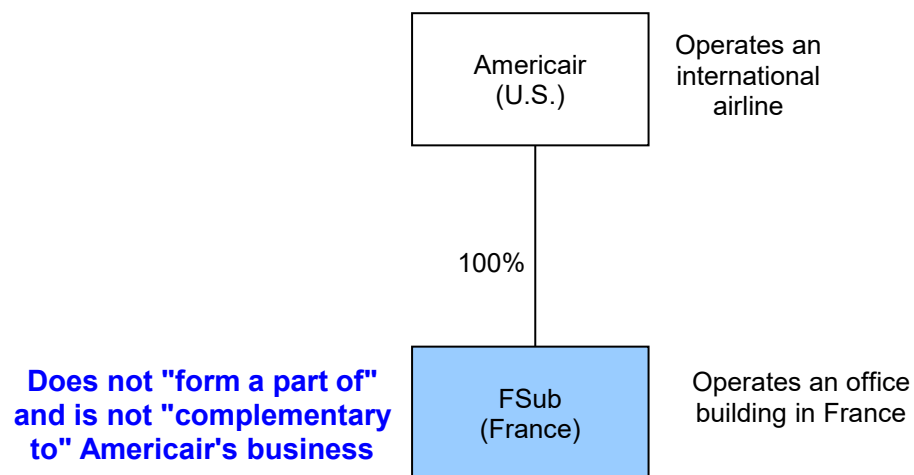 Americair
(U.S.)
Operates an
international
airline
100%
Does not "form a part of"
and is not "complementary
to" Americair's business
FSub
(France)
Operates an office
building in France